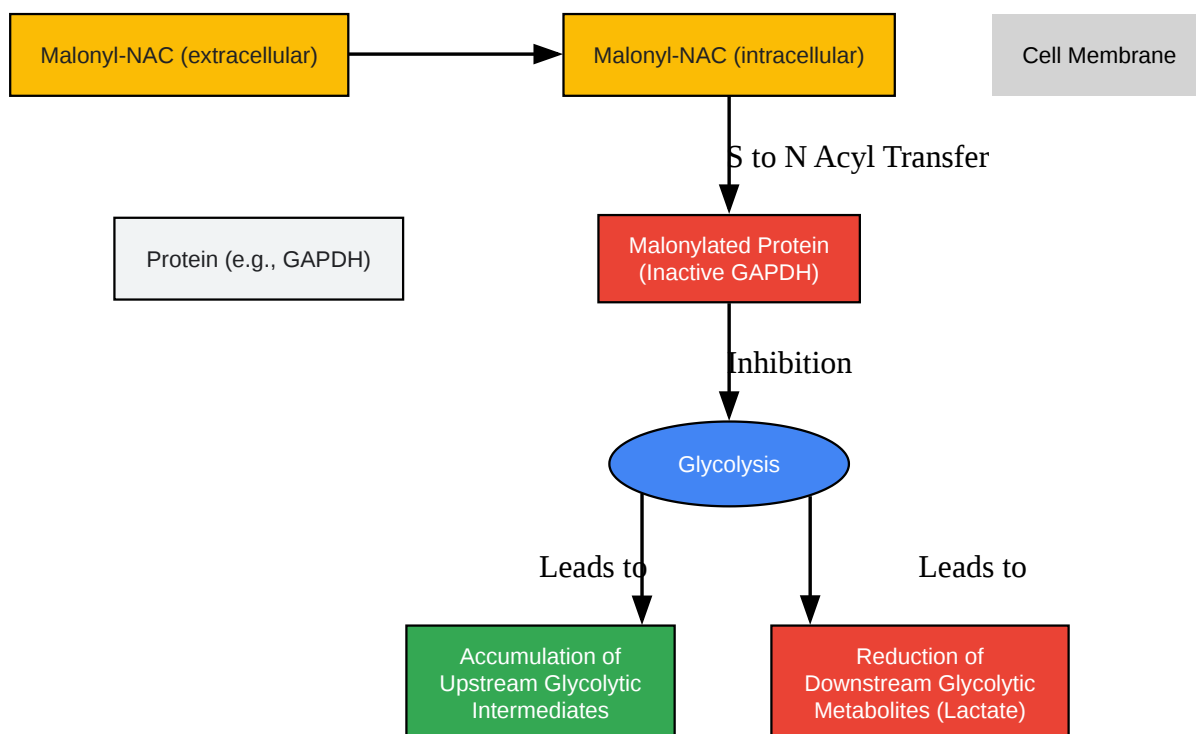 Malonyl-NAC (extracellular)
Malonyl-NAC (intracellular)
Cell Membrane
S to N Acyl Transfer
Protein (e.g., GAPDH)
Malonylated Protein
(Inactive GAPDH)
Inhibition
Glycolysis
Leads to
Leads to
Accumulation of
Upstream Glycolytic
Intermediates
Reduction of
Downstream Glycolytic
Metabolites (Lactate)